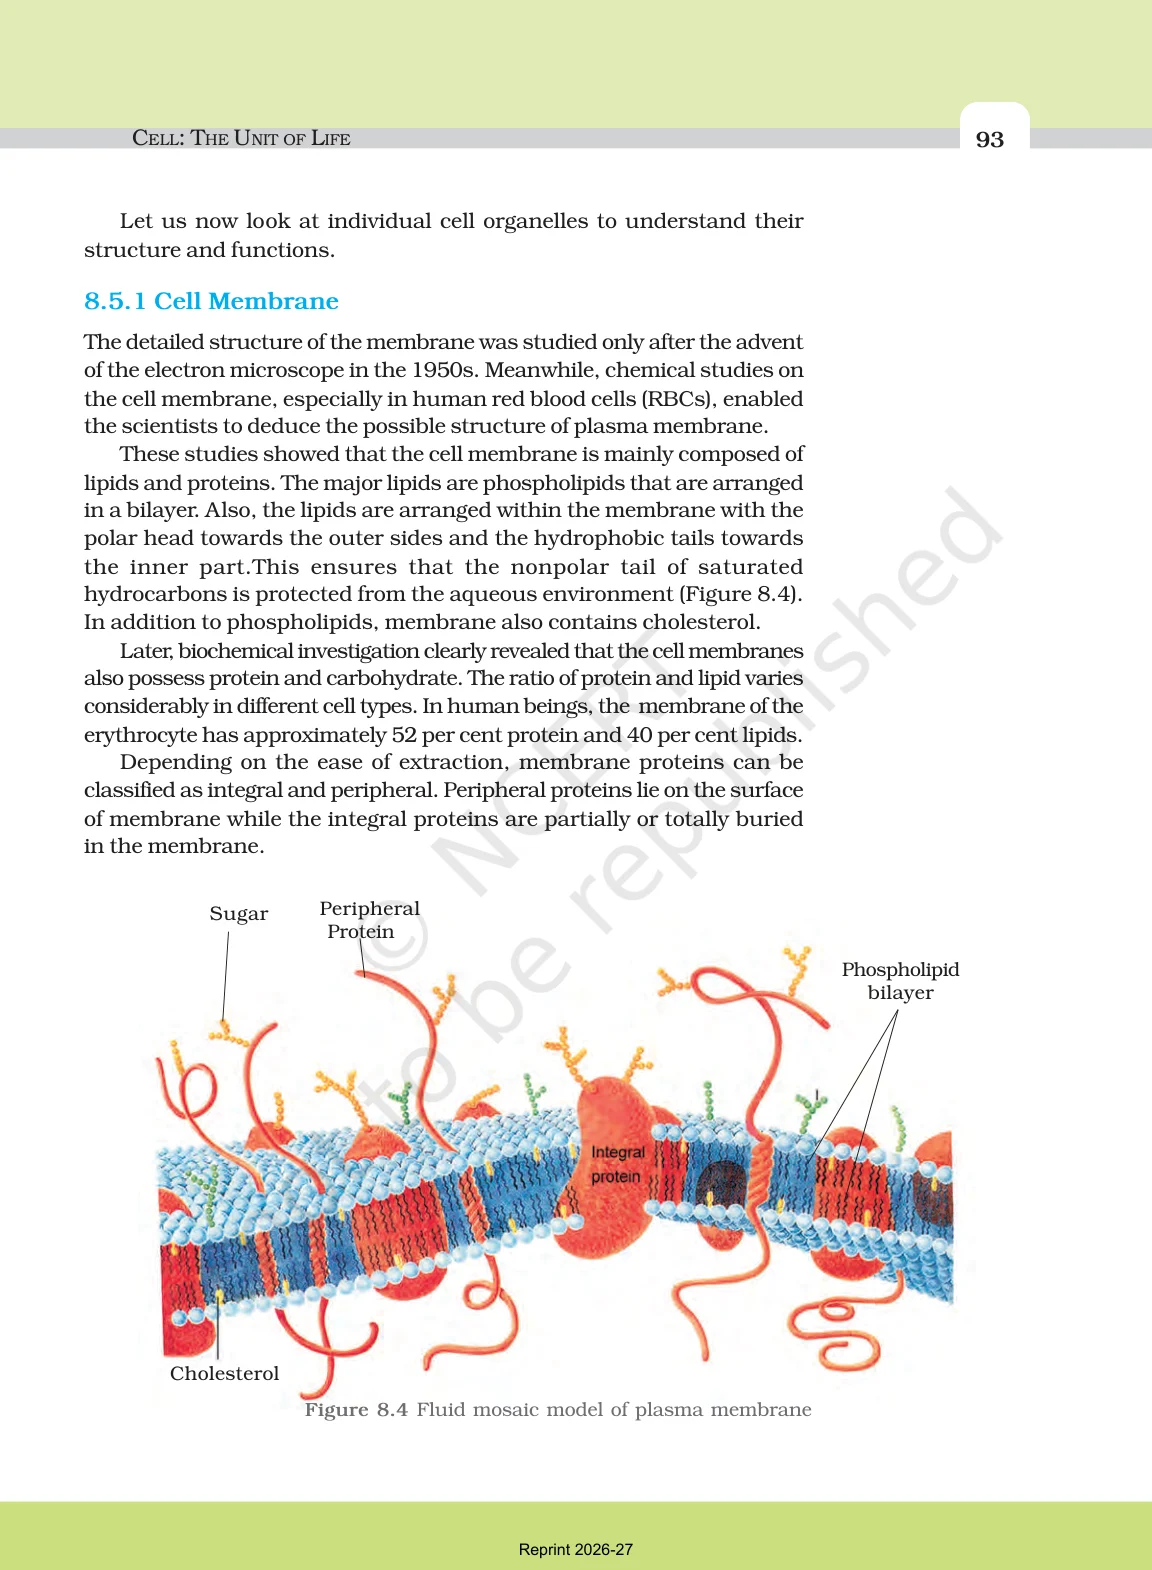 CELL: THE UNIT OF LIFE
93
Let us now look at individual cell organelles to understand their
structure and functions.
8.5.1 Cell Membrane
The detailed structure of the membrane was studied only after the advent
of the electron microscope in the 1950s. Meanwhile, chemical studies on
the cell membrane, especially in human red blood cells (RBCs), enabled
the scientists to deduce the possible structure of plasma membrane.
These studies showed that the cell membrane is mainly composed of
lipids and proteins. The major lipids are phospholipids that are arranged
in a bilayer. Also, the lipids are arranged within the membrane with the
polar head towards the outer sides and the hydrophobic tails towards
the inner part.This ensures that the nonpolar tail of saturated
hydrocarbons is protected from the aqueous environment (Figure 8.4).
In addition to phospholipids, membrane also contains cholesterol.
Later, biochemical investigation clearly revealed that the cell membranes
also possess protein and carbohydrate. The ratio of protein and lipid varies
considerably in different cell types. In human beings, the membrane of the
erythrocyte has approximately 52 per cent protein and 40 per cent lipids.
Depending on the ease of extraction, membrane proteins can be
classified as integral and peripheral. Peripheral proteins lie on the surface
of membrane while the integral proteins are partially or totally buried
in the membrane.
© NCERT
to be republished
Sugar
Peripheral
Protein
Phospholipid
bilayer
Integral
protein
Cholesterol
Figure 8.4 Fluid mosaic model of plasma membrane
Reprint 2026-27